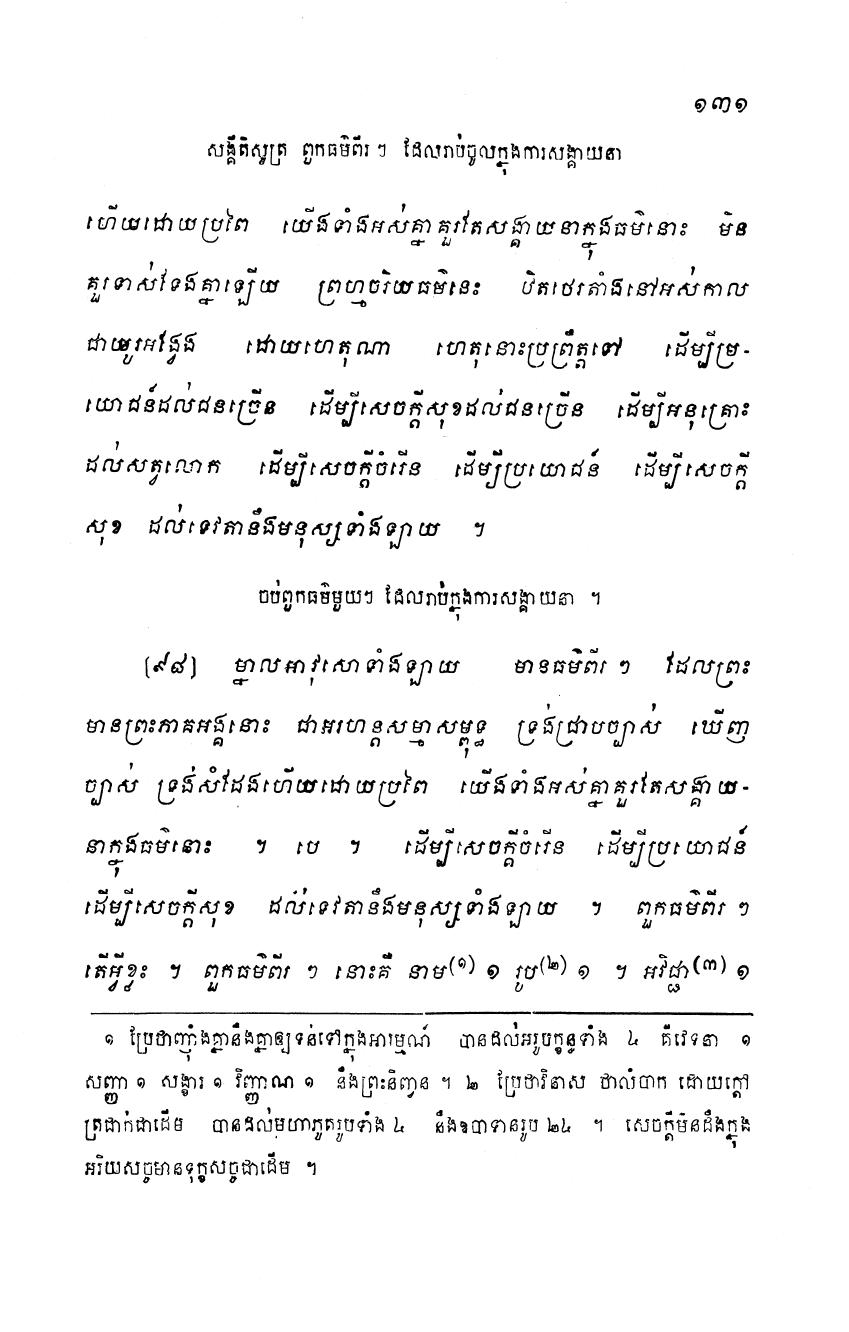 ១៣១
សង្គីតិសូត្រ ពួកធម៌ពីរ ៗ ដែលរាប់ចូលក្នុងការសង្គាយនា
ហើយដោយប្រពៃ យើងទាំងអស់គ្នាគួរតែសង្គាយនាក្នុងធម៌នោះ មិន
គួរទាស់ទែងគ្នាឡើយ ព្រហ្មចរិយធម៌នេះ ឋិតថេរតាំងនៅអស់កាល
ជាយូរអង្វែង ដោយហេតុណា ហេតុនោះប្រព្រឹត្តទៅ ដើម្បីប្រ-
យោជន៍ដល់ជនច្រើន ដើម្បីសេចក្តីសុខដល់ជនច្រើន ដើម្បីអនុគ្រោះ
ដល់សត្វលោក ដើម្បីសេចក្តីចំរើន ដើម្បីប្រយោជន៍ ដើម្បីសេចក្តី
សុខ ដល់ទេវតានឹងមនុស្សទាំងឡាយ ។
ចប់ពួកធម៌មួយៗ ដែលរាប់ក្នុងការសង្គាយនា ។
(៩៨) ម្នាលអាវុសោទាំងឡាយ មានធម៌ពីរ ៗ ដែលព្រះ
មានព្រះភាគអង្គនោះ ជាអរហន្តសម្មាសម្ពុទ្ធ ទ្រង់ជ្រាបច្បាស់ ឃើញ
ច្បាស់ ទ្រង់សំដែងហើយដោយប្រពៃ យើងទាំងអស់គ្នាគួរតែសង្គាយ-
នាក្នុងធម៌នោះ ។ បេ ។ ដើម្បីសេចក្តីចំរើន ដើម្បីប្រយោជន៍
ដើម្បីសេចក្តីសុខ ដល់ទេវតានឹងមនុស្សទាំងឡាយ ។ ពួកធម៌ពីរ ៗ
តើអ្វីខ្លះ ។ ពួកធម៌ពីរ ៗ នោះគឺ នាម(១) ១ រូប(២) ១ ។ អវិជ្ជា(៣) ១
១ ប្រែថាញ៉ាំងគ្នានឹងគ្នាឲ្យទន់ទៅក្នុងអារម្មណ៍ បានដល់អរូបក្ខន្ធទាំង ៤ គឺវេទនា ១
សញ្ញា ១ សង្ខារ ១ វិញ្ញាណ ១ នឹងព្រះនិញ្វន ។ ២ ប្រែថាវិនាស ថាលំបាក ដោយក្តៅ
ត្រជាក់ជាដើម បានដល់មហាភូតរូបទាំង ៤ នឹងឧបាទានរូប ២៤ ។ សេចក្តីមិនដឹងក្នុង
អរិយសច្ចមានទុក្ខសច្ចជាដើម ។